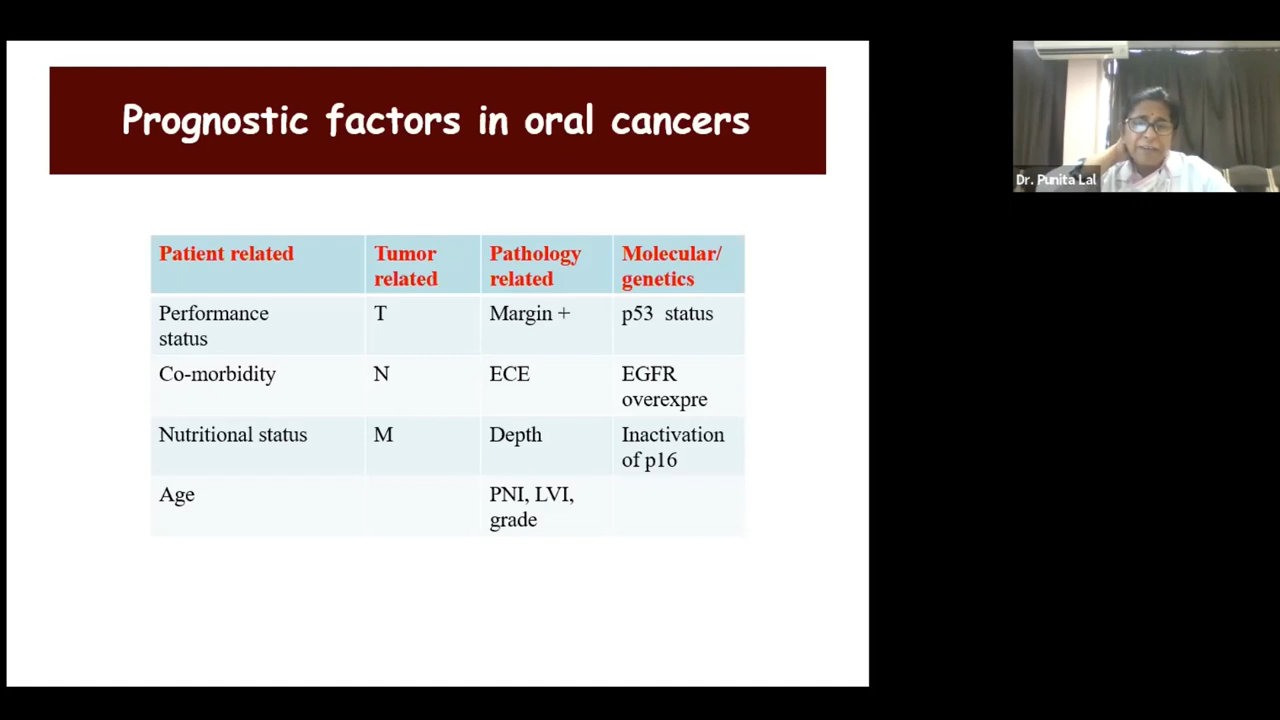 Prognostic factors in oral cancers
Patient related
Tumor
related
Pathology
related
Molecular/
genetics
Performance
status
T
Margin +
p53 status
Co-morbidity
N
ECE
EGFR
overexpre
Nutritional status
M
Depth
Inactivation
of p16
Age
PNI, LVI,
grade
Dr. Punita Lal